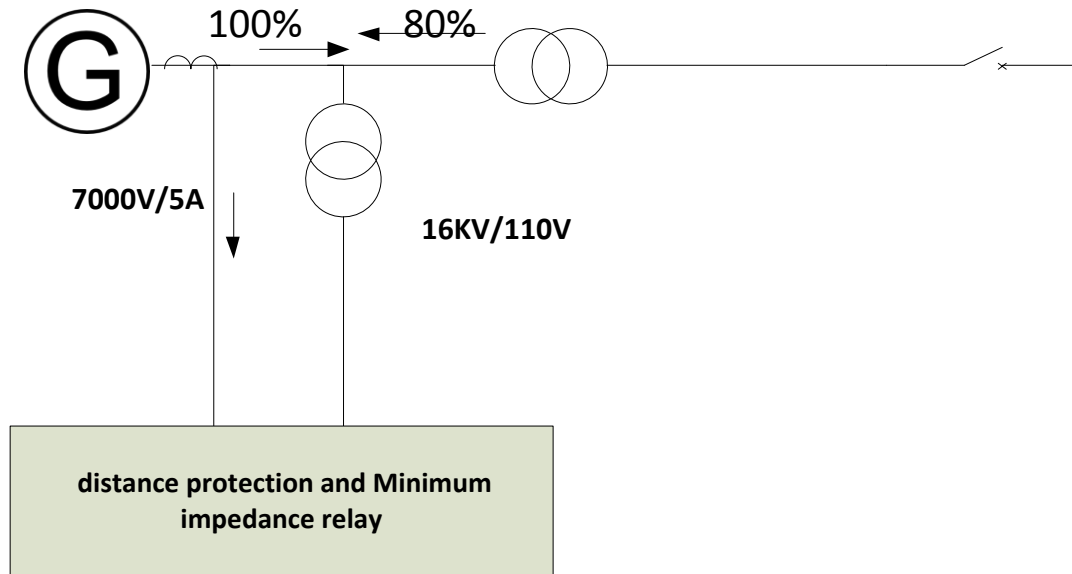 100%
80%
G
7000V/5A
16KV/110V
distance protection and Minimum
impedance relay